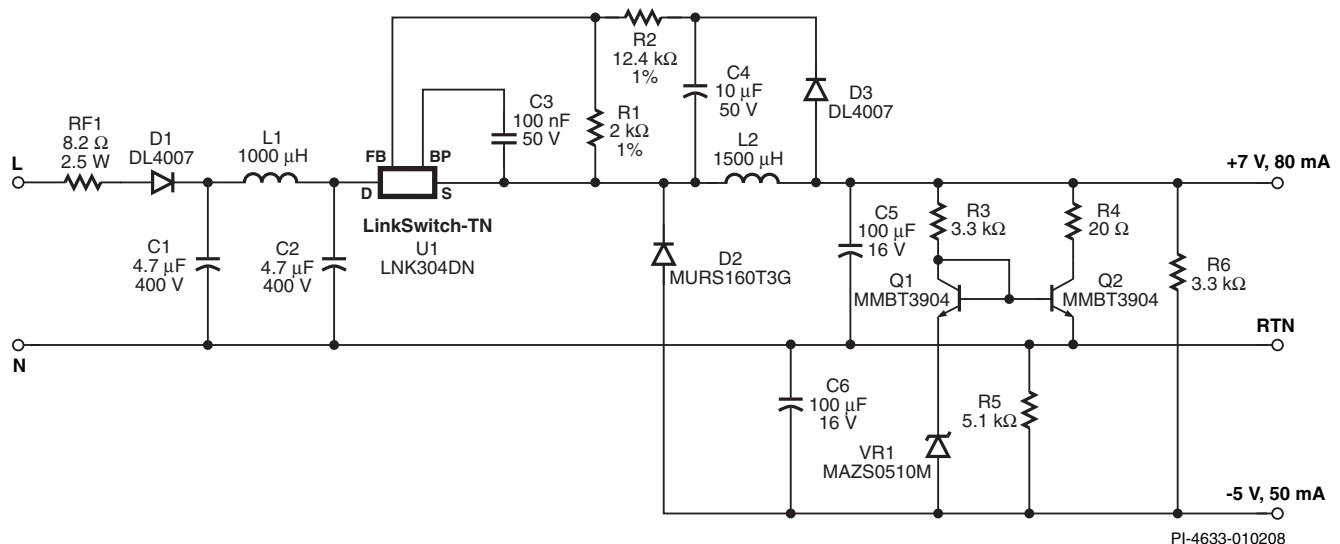 R2
12.4 kΩ
1%
C4
10 µF
50 V
D3
DL4007
C3
100 nF
50 V
R1
2 kΩ
1%
RF1
8.2 Ω
2.5 W
D1
DL4007
L1
1000 µH
L2
1500 µH
L
FB
BP
D
S
+7 V, 80 mA
LinkSwitch-TN
U1
LNK304DN
C1
4.7 µF
400 V
C2
4.7 µF
400 V
D2
MURS160T3G
C5
100 µF
16 V
R3
3.3 kΩ
R4
20 Ω
Q1
MMBT3904
Q2
MMBT3904
R6
3.3 kΩ
N
RTN
C6
100 µF
16 V
R5
5.1 kΩ
VR1
MAZS0510M
-5 V, 50 mA
PI-4633-010208